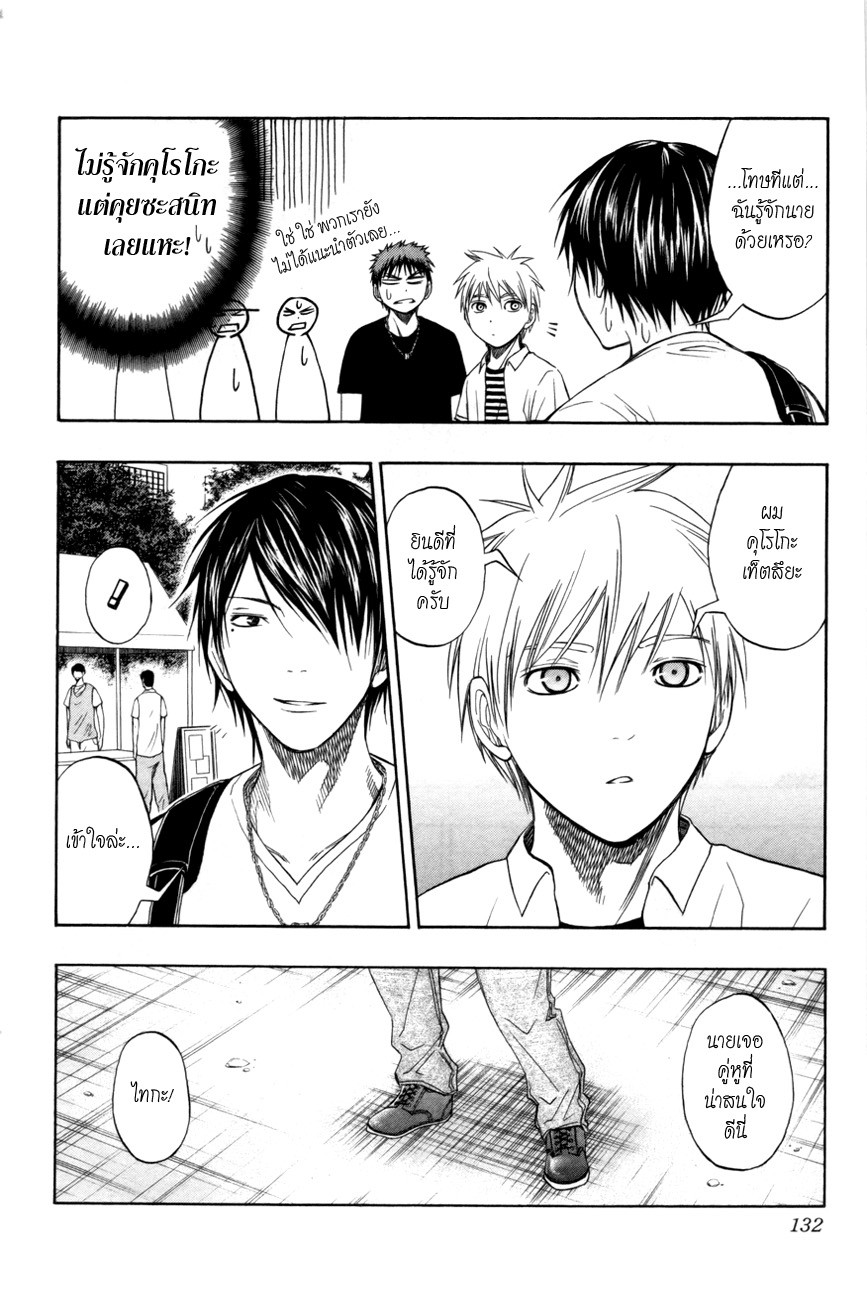 ...โทษทีแต่...
ฉันรู้จักนาย
ด้วยเหรอ?
ใช่ ใช่ พวกเรายัง
ไม่ได้แนะนำตัวเลย...
ไม่รู้จักคุโรโกะ
แต่คุยซะสนิท
เลยแหะ!
ผม
คุโรโกะ
เท็ตสึยะ
ยินดีที่
ได้รู้จัก
ครับ
!
เข้าใจล่ะ...
นายเจอ
คู่หูที่
น่าสนใจ
ดีนี่
ไทกะ!
132